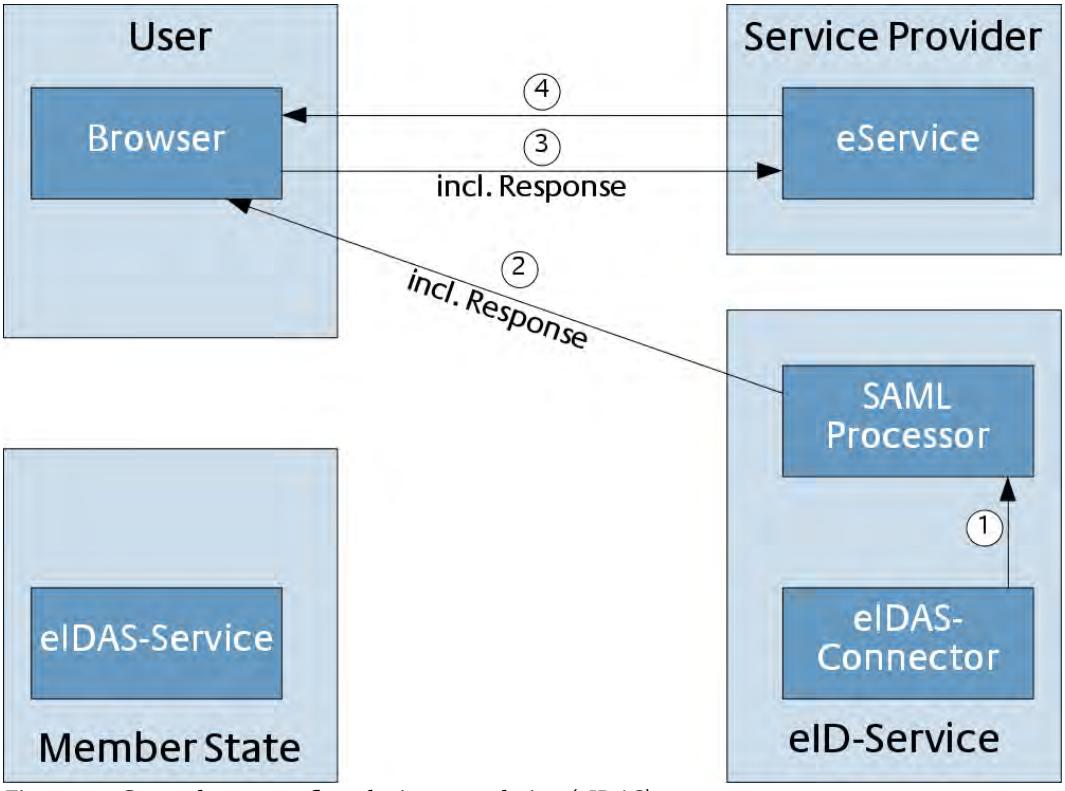 User
Service Provider
Browser
eService
4
3
incl. Response
2
incl. Response
SAML
Processor
1
eIDAS-Service
eIDAS-
Connector
Member State
eID-Service